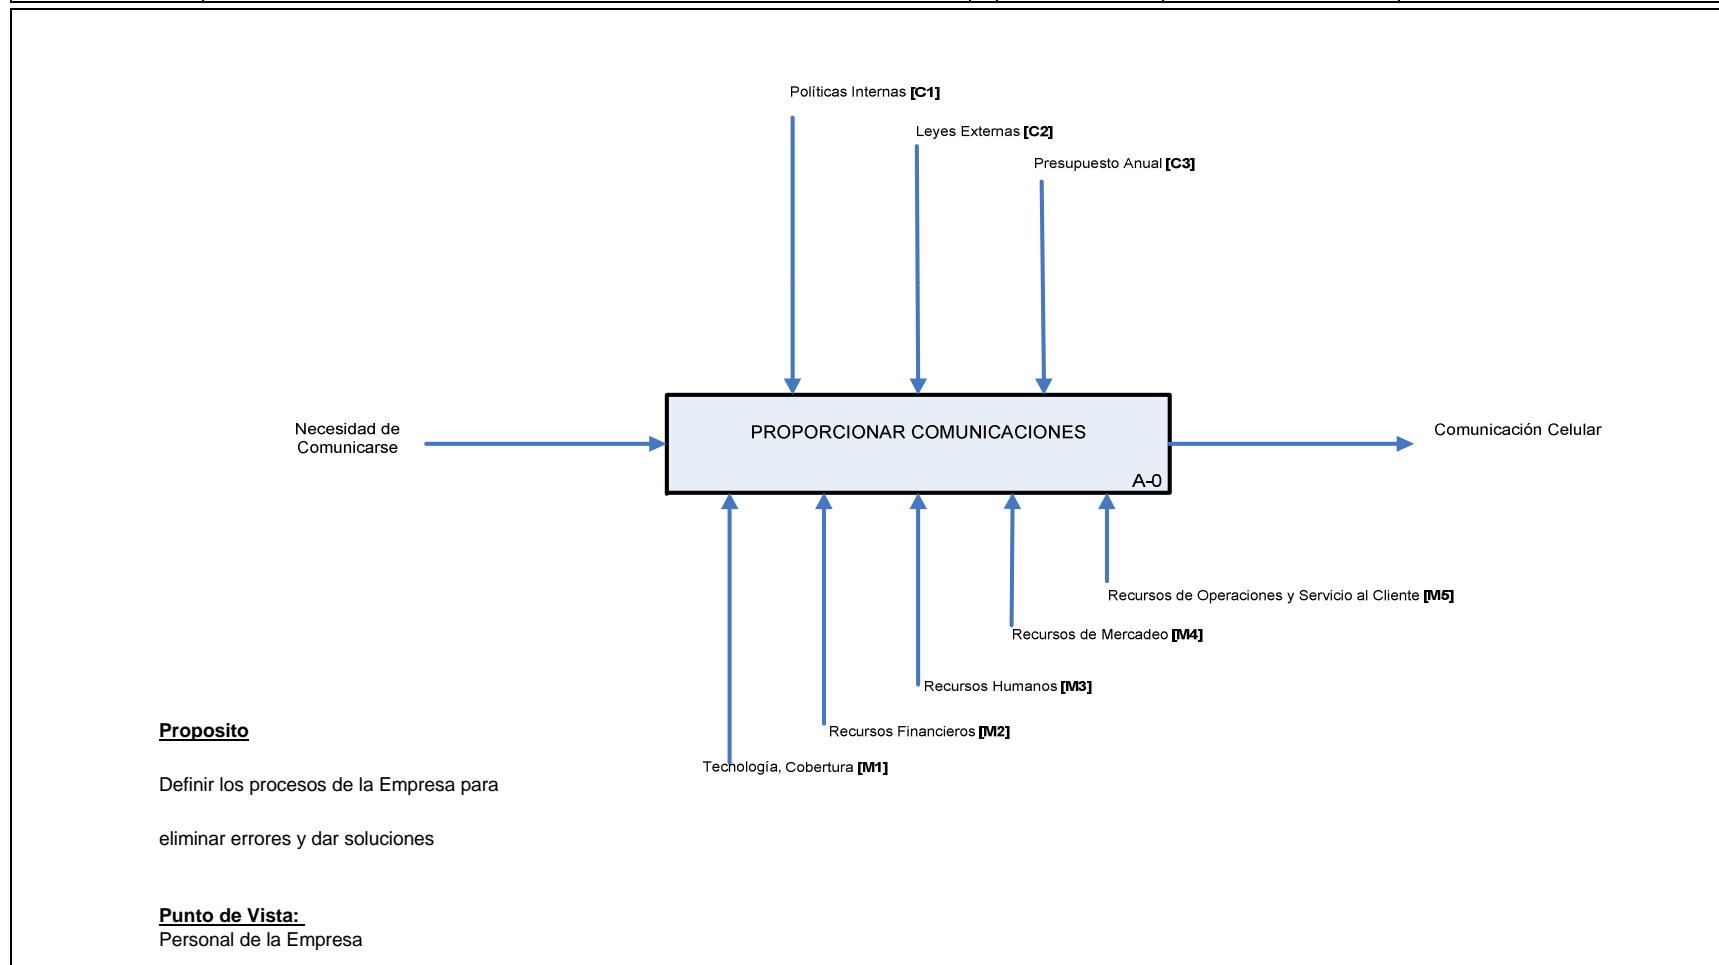 Políticas Internas [C1]
Leyes Externas [C2]
Presupuesto Anual [C3]
Necesidad de
Comunicarse
PROPORCIONAR COMUNICACIONES
A-0
Comunicación Celular
Recursos de Operaciones y Servicio al Cliente [M5]
Recursos de Mercadeo [M4]
Recursos Humanos [M3]
Recursos Financieros [M2]
Tecnología, Cobertura [M1]
Proposito
Definir los procesos de la Empresa para
eliminar errores y dar soluciones
Punto de Vista:
Personal de la Empresa